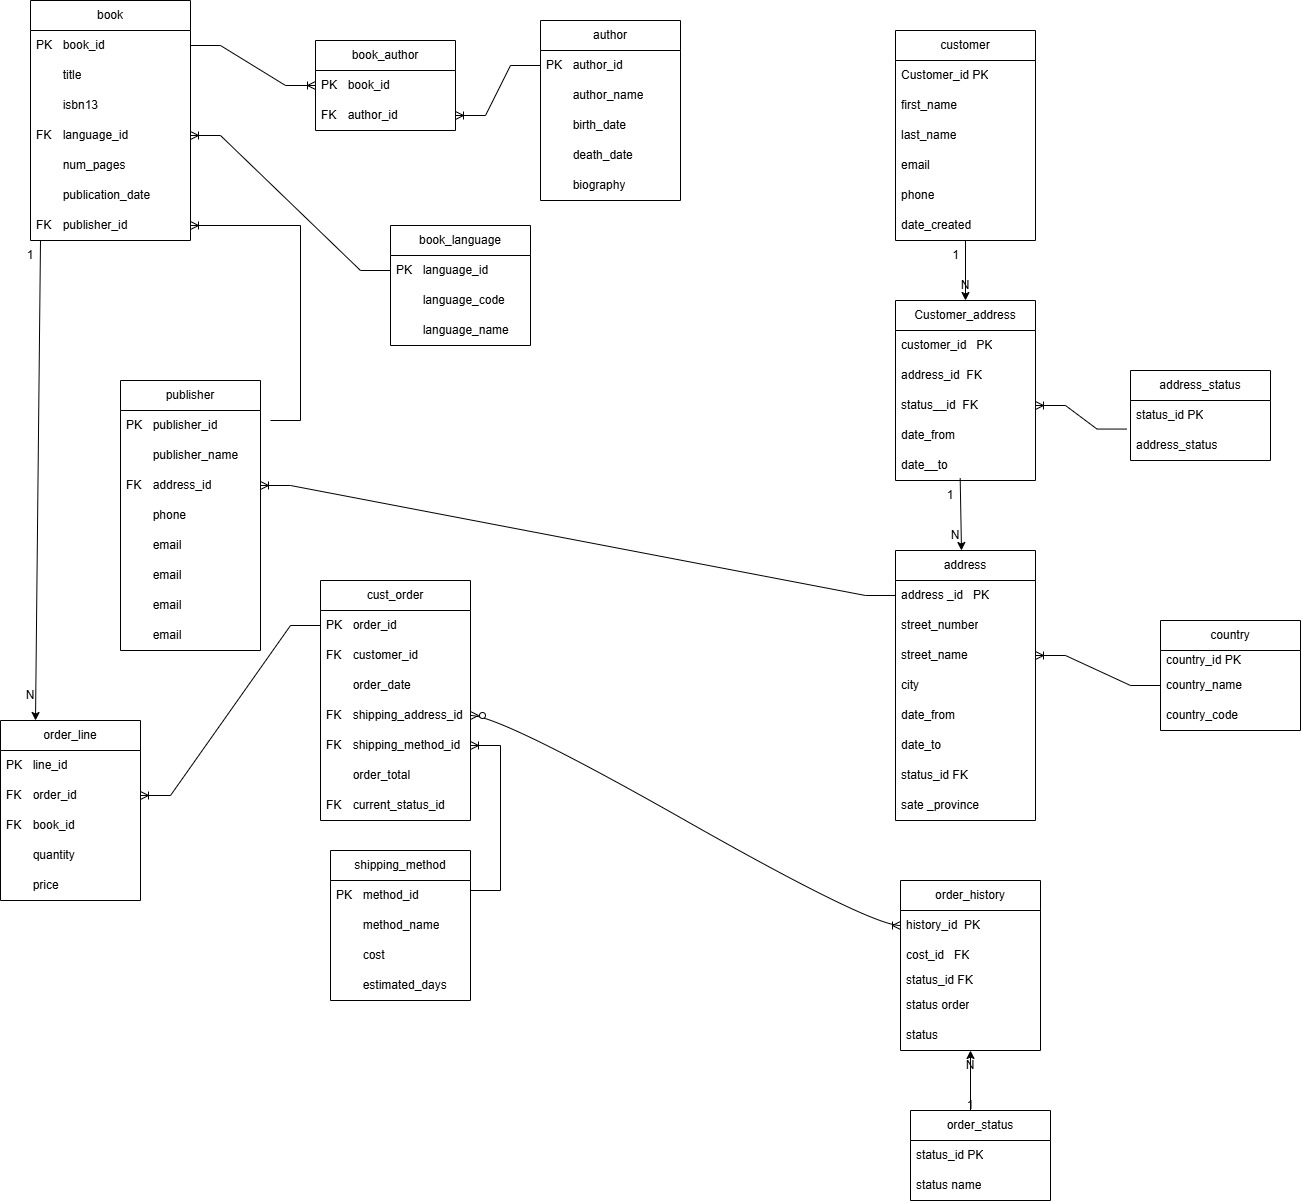 book
PK book_id
title
isbn13
FK language_id
num_pages
publication_date
FK publisher_id
book_author
PK book_id
FK author_id
author
PK author_id
author_name
birth_date
death_date
biography
customer
Customer_id PK
first_name
last_name
email
phone
date_created
1
N
1
book_language
PK language_id
language_code
language_name
Customer_address
customer_id PK
address_id FK
status__id FK
date_from
date__to
address_status
status_id PK
address_status
publisher
PK publisher_id
publisher_name
FK address_id
phone
email
email
email
email
1
N
address
address _id PK
street_number
street_name
city
date_from
date_to
status_id FK
sate _province
country
country_id PK
country_name
country_code
cust_order
PK order_id
FK customer_id
order_date
FK shipping_address_id
FK shipping_method_id
order_total
FK current_status_id
N
order_line
PK line_id
FK order_id
FK book_id
quantity
price
shipping_method
PK method_id
method_name
cost
estimated_days
order_history
history_id PK
cost_id FK
status_id FK
status order
status
N
1
order_status
status_id PK
status name